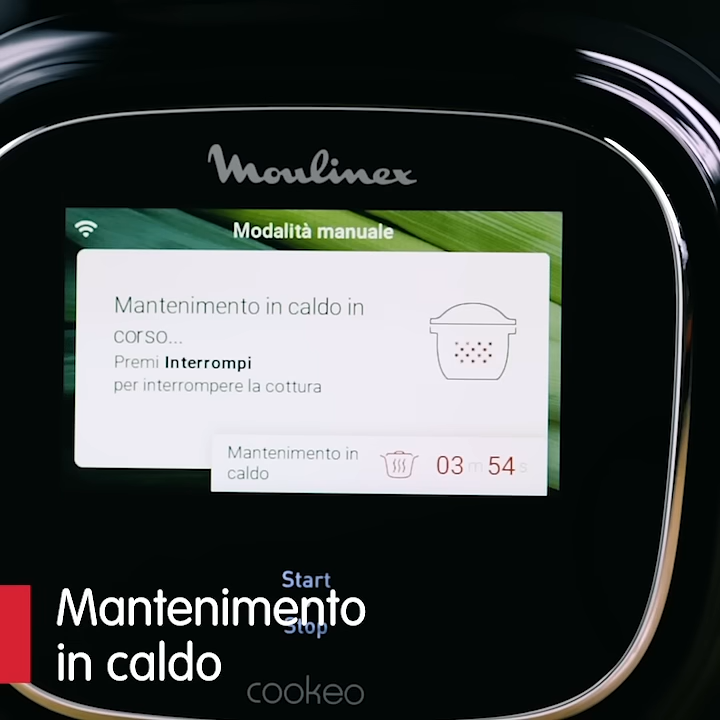 Moulinex
Modalità manuale
Mantenimento in caldo in
corso...
Premi Interrompi
per interrompere la cottura
Mantenimento in
caldo
03 m 54 s
Start
Stop
Mantenimento
in caldo
cookeo